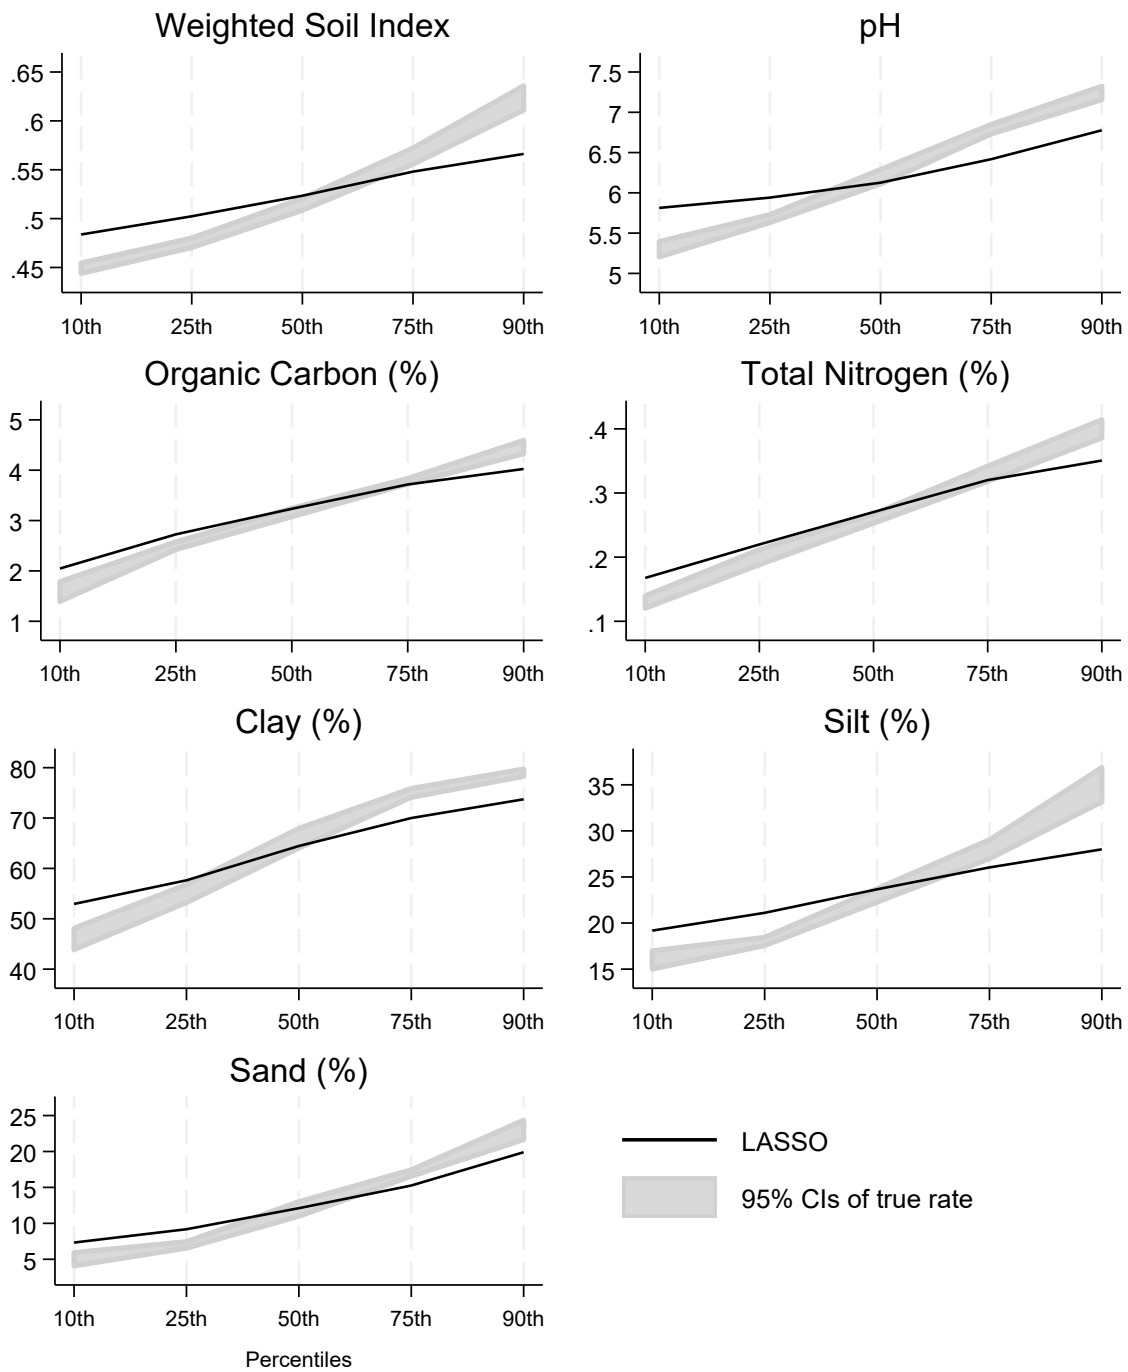 Weighted Soil Index
.65
.6
.55
.5
.45
10th 25th 50th 75th 90th
pH
7.5
7
6.5
6
5.5
5
10th 25th 50th 75th 90th
Organic Carbon (%)
5
4
3
2
1
10th 25th 50th 75th 90th
Total Nitrogen (%)
.4
.3
.2
.1
10th 25th 50th 75th 90th
Clay (%)
80
70
60
50
40
10th 25th 50th 75th 90th
Silt (%)
35
30
25
20
15
10th 25th 50th 75th 90th
Sand (%)
25
20
15
10
5
10th 25th 50th 75th 90th
Percentiles
LASSO
95% CIs of true rate